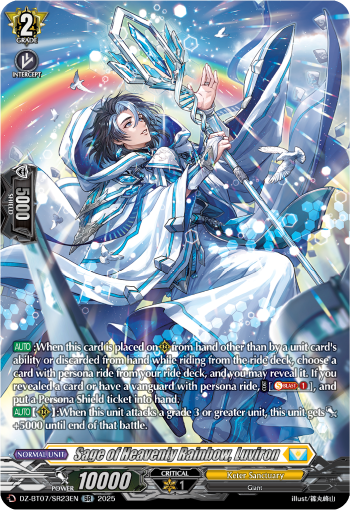 2
GRADE
INTERCEPT
5000
SHIELD
AUTO :When this card is placed on R from hand other than by a unit card's
ability or discarded from hand while riding from the ride deck, choose a
card with persona ride from your ride deck, and you may reveal it. If you
revealed a card or have a vanguard with persona ride, COST [ SOUL BLAST 1], and
put a Persona Shield ticket into hand.
AUTO [ R ]:When this unit attacks a grade 3 or greater unit, this unit gets
+5000 until end of that battle.
NORMAL UNIT
Sage of Heavenly Rainbow, Luviron
POWER
10000
CRITICAL
1
Keter Sanctuary
Giant
DZ-BT07/SR23EN SR 2025
illust/篠丸峰山